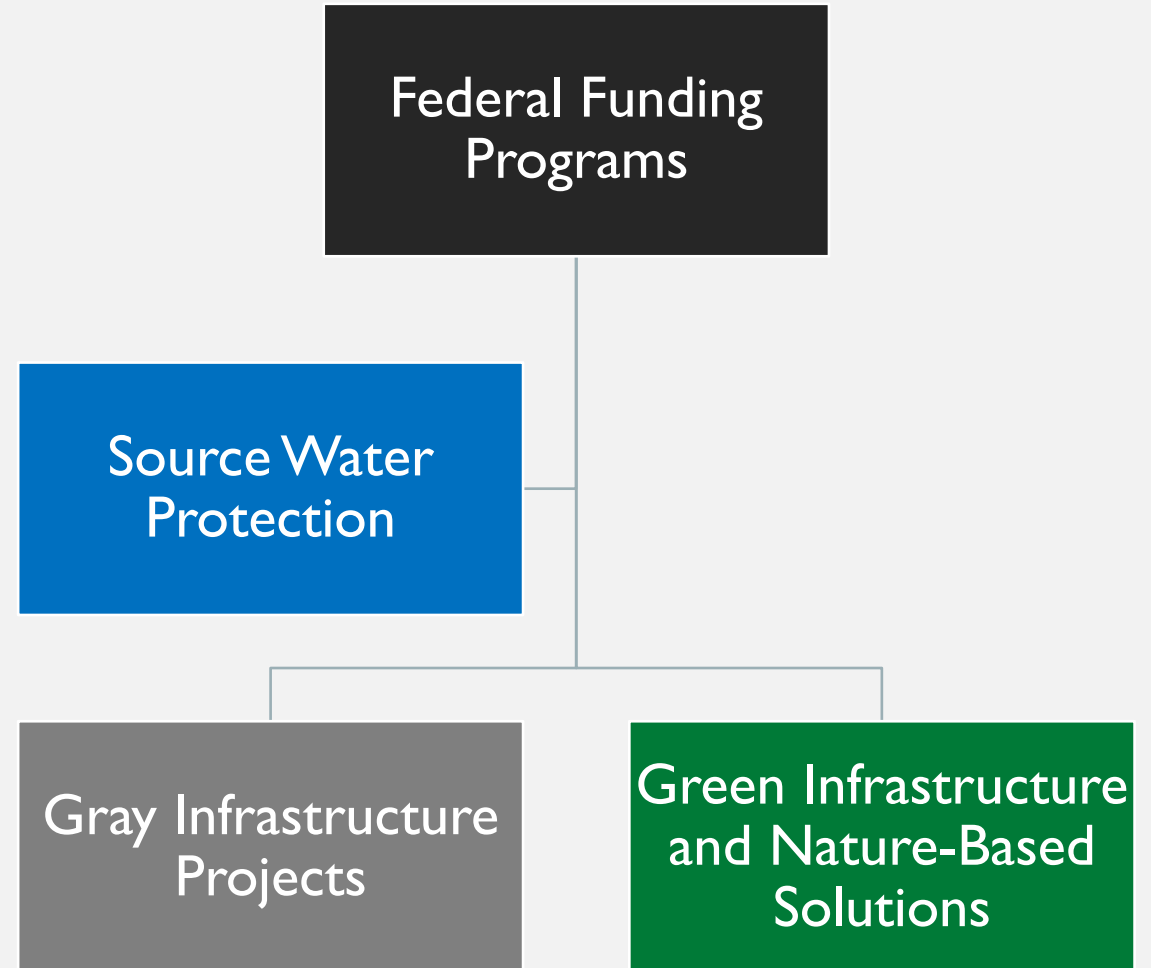 Federal Funding
Programs
Source Water
Protection
Gray Infrastructure
Projects
Green Infrastructure
and Nature-Based
Solutions